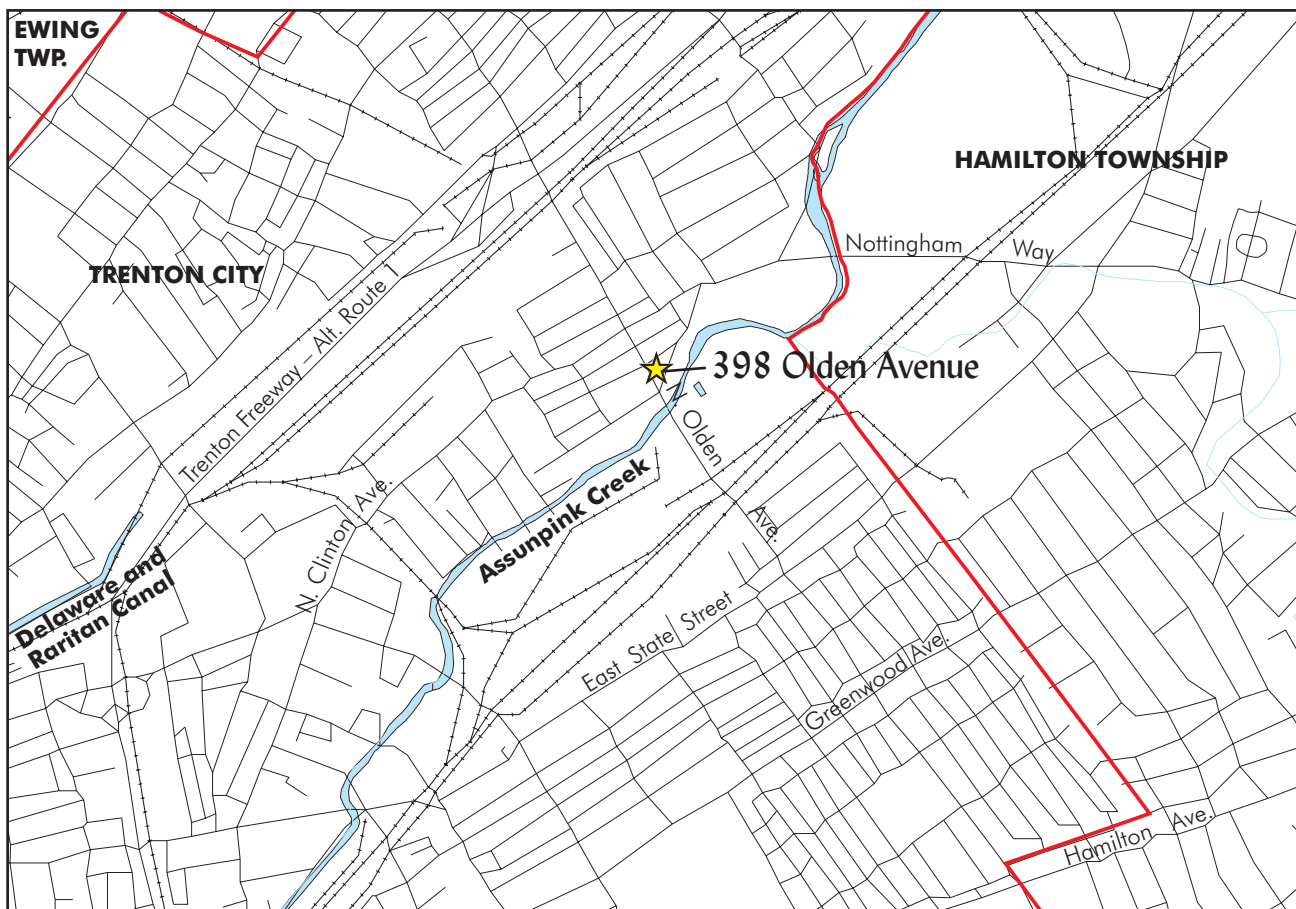 EWING
TWP.
HAMILTON TOWNSHIP
Nottingham Way
TRENTON CITY
Trenton Freeway – Alt. Route 1
398 Olden Avenue
N. Olden Ave.
Assunpink Creek
N. Clinton Ave.
Delaware and
Raritan Canal
East State Street
Greenwood Ave.
Hamilton Ave.